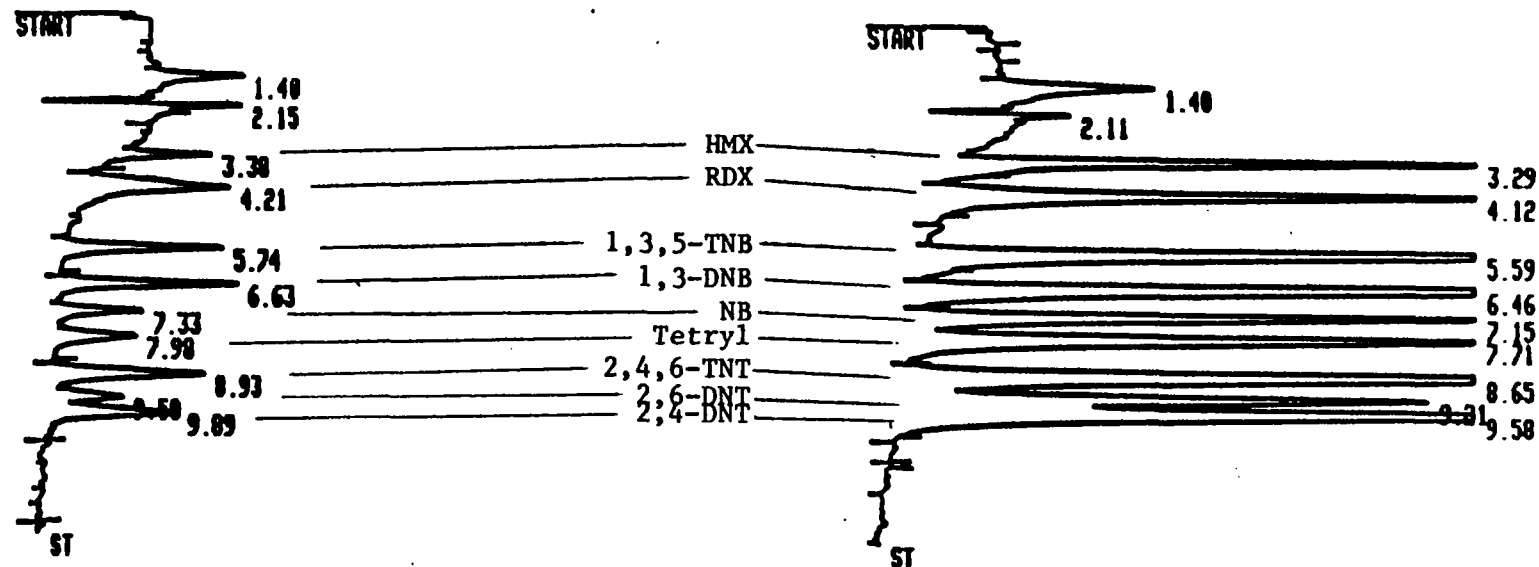 START
1.40
2.15
3.38
4.21
5.74
6.63
7.33
7.98
8.93
9.89
ST
HMX
RDX
1,3,5-TNB
1,3-DNB
NB
Tetryl
2,4,6-TNT
2,6-DNT
2,4-DNT
START
1.40
2.11
3.29
4.12
5.59
6.46
7.15
7.71
8.65
9.58
ST